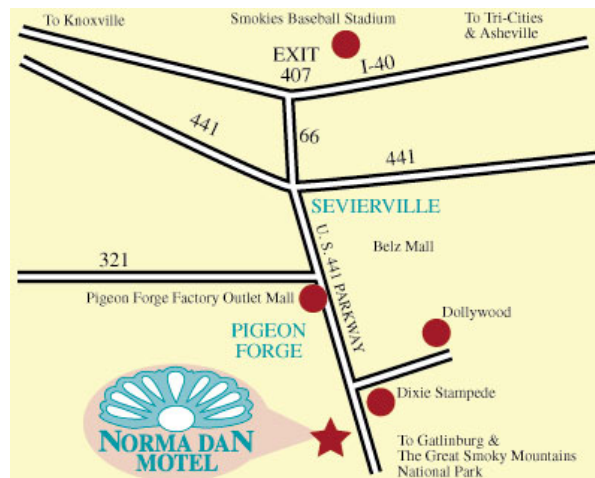 To Knoxville
Smokies Baseball Stadium
To Tri-Cities
& Asheville
EXIT
407
I-40
441
66
441
SEVIERVILLE
U. S. 441 PARKWAY
Belz Mall
321
Pigeon Forge Factory Outlet Mall
Dollywood
PIGEON
FORGE
Dixie Stampede
NORMA DAN
MOTEL
To Gatlinburg &
The Great Smoky Mountains
National Park